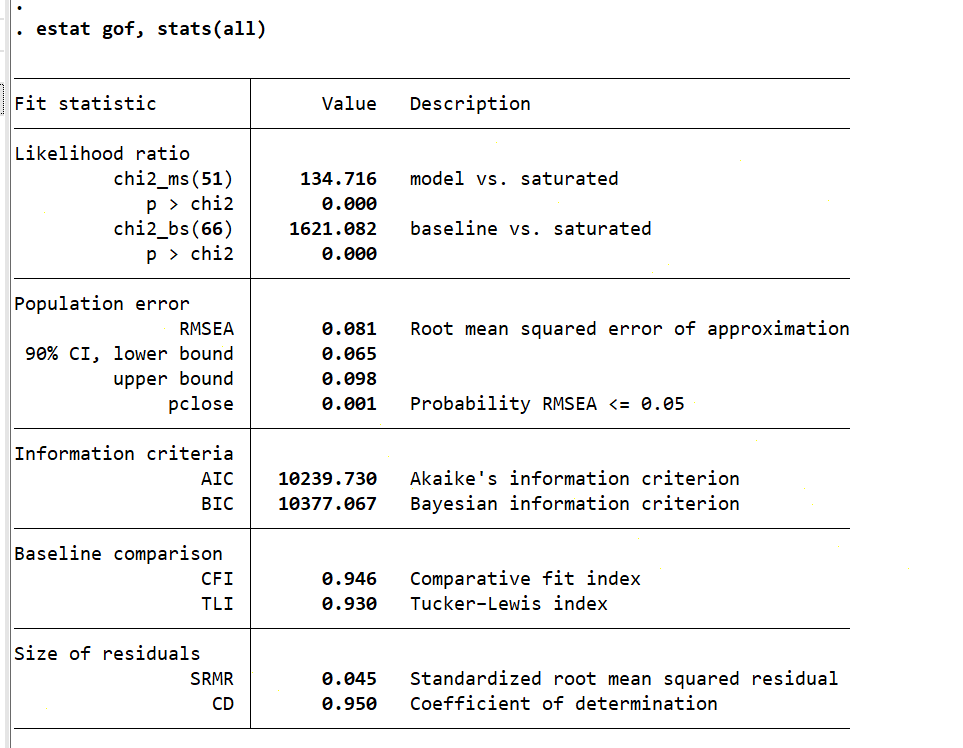 .
. estat gof, stats(all)
Fit statistic Value Description
Likelihood ratio
chi2_ms(51) 134.716 model vs. saturated
p > chi2 0.000
chi2_bs(66) 1621.082 baseline vs. saturated
p > chi2 0.000
Population error
RMSEA 0.081 Root mean squared error of approximation
90% CI, lower bound 0.065
upper bound 0.098
pclose 0.001 Probability RMSEA <= 0.05
Information criteria
AIC 10239.730 Akaike's information criterion
BIC 10377.067 Bayesian information criterion
Baseline comparison
CFI 0.946 Comparative fit index
TLI 0.930 Tucker–Lewis index
Size of residuals
SRMR 0.045 Standardized root mean squared residual
CD 0.950 Coefficient of determination